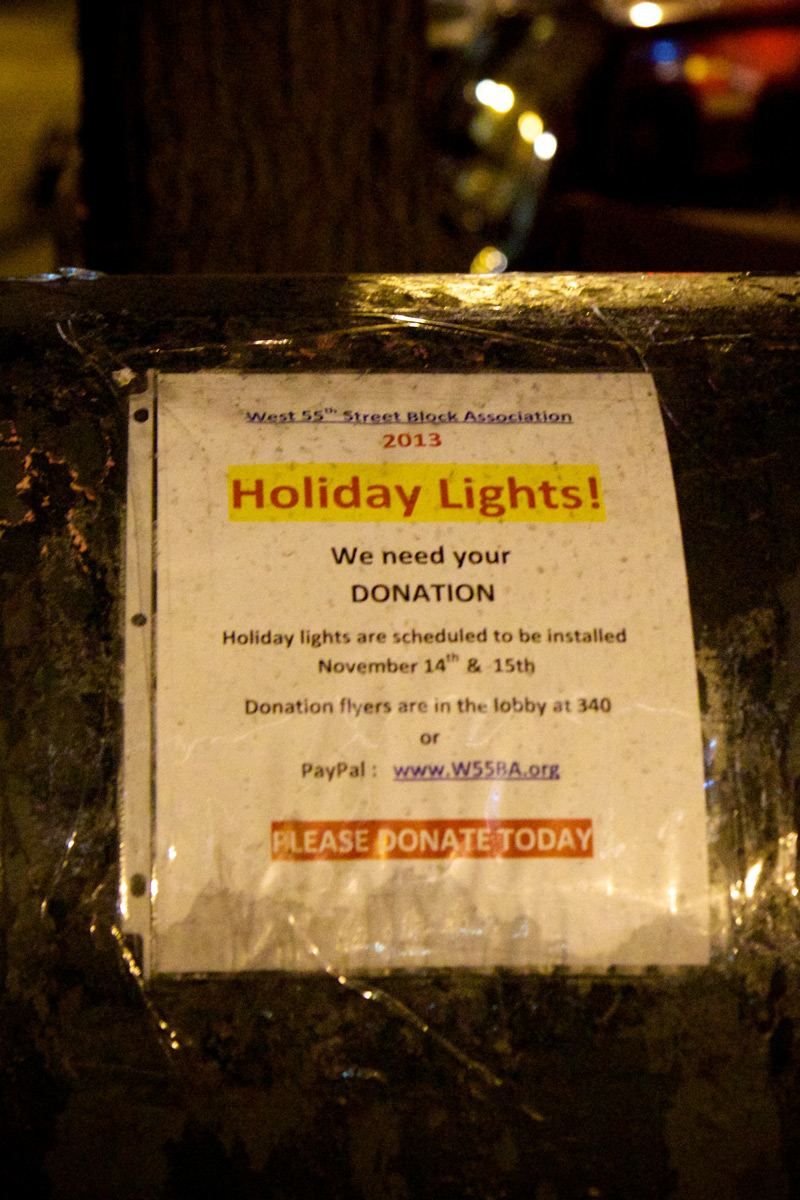 West 55th Street Block Association
2013
Holiday Lights!
We need your
DONATION
Holiday lights are scheduled to be installed
November 14th & 15th
Donation flyers are in the lobby at 340
or
PayPal : www.W55BA.org
PLEASE DONATE TODAY